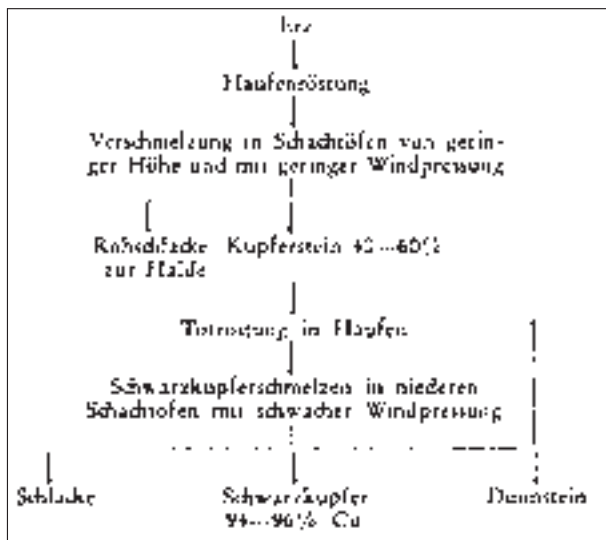 Erz
Haufenröstung
Verschmelzung in Schachtöfen von gerin-
ger Höhe und mit geringer Windpressung
Rohschlacke Kupferstein 42—60%
zur Halde
Totröstung in Haufen
Schwarzkupferschmelzen in niederen
Schachtöfen mit schwacher Windpressung
Schlacke Schwarzkupfer Dünnstein
94—96% Cu